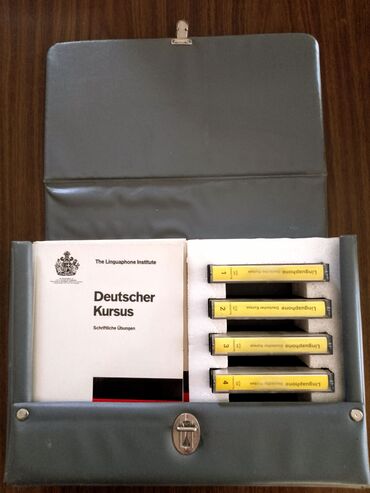 The Linguaphone Institute
Deutscher
Kursus
Schriftliche Übungen
1 Linguaphone Deutscher Kursus
2 Linguaphone Deutscher Kursus
3 Linguaphone Deutscher Kursus
4 Linguaphone Deutscher Kursus